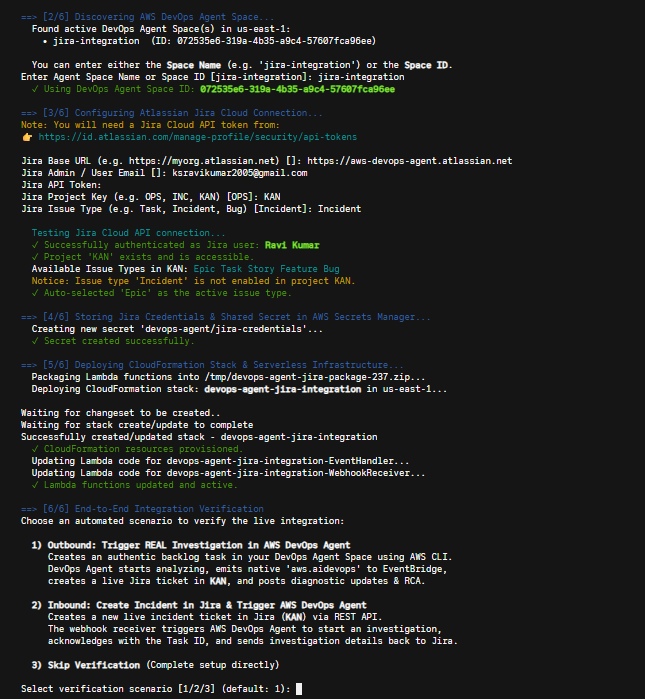 ==> [2/6] Discovering AWS DevOps Agent Space...
Found active DevOps Agent Space(s) in us-east-1:
• jira-integration (ID: 072535e6-319a-4b35-a9c4-57607fca96ee)
You can enter either the Space Name (e.g. 'jira-integration') or the Space ID.
Enter Agent Space Name or Space ID [jira-integration]: jira-integration
✓ Using DevOps Agent Space ID: 072535e6-319a-4b35-a9c4-57607fca96ee
==> [3/6] Configuring Atlassian Jira Cloud Connection...
Note: You will need a Jira Cloud API token from:
👉 https://id.atlassian.com/manage-profile/security/api-tokens
Jira Base URL (e.g. https://myorg.atlassian.net) []: https://aws-devops-agent.atlassian.net
Jira Admin / User Email []: ksravikumar2005@gmail.com
Jira API Token:
Jira Project Key (e.g. OPS, INC, KAN) [OPS]: KAN
Jira Issue Type (e.g. Task, Incident, Bug) [Incident]: Incident
Testing Jira Cloud API connection...
✓ Successfully authenticated as Jira user: Ravi Kumar
✓ Project 'KAN' exists and is accessible.
Available Issue Types in KAN: Epic Task Story Feature Bug
Notice: Issue type 'Incident' is not enabled in project KAN.
✓ Auto-selected 'Epic' as the active issue type.
==> [4/6] Storing Jira Credentials & Shared Secret in AWS Secrets Manager...
Creating new secret 'devops-agent/jira-credentials'...
✓ Secret created successfully.
==> [5/6] Deploying CloudFormation Stack & Serverless Infrastructure...
Packaging Lambda functions into /tmp/devops-agent-jira-package-237.zip...
Deploying CloudFormation stack: devops-agent-jira-integration in us-east-1...
Waiting for changeset to be created..
Waiting for stack create/update to complete
Successfully created/updated stack - devops-agent-jira-integration
✓ CloudFormation resources provisioned.
Updating Lambda code for devops-agent-jira-integration-EventHandler...
Updating Lambda code for devops-agent-jira-integration-WebhookReceiver...
✓ Lambda functions updated and active.
==> [6/6] End-to-End Integration Verification
Choose an automated scenario to verify the live integration:
1) Outbound: Trigger REAL Investigation in AWS DevOps Agent
Creates an authentic backlog task in your DevOps Agent Space using AWS CLI.
DevOps Agent starts analyzing, emits native 'aws.aidevops' to EventBridge,
creates a live Jira ticket in KAN, and posts diagnostic updates & RCA.
2) Inbound: Create Incident in Jira & Trigger AWS DevOps Agent
Creates a new live incident ticket in Jira (KAN) via REST API.
The webhook receiver triggers AWS DevOps Agent to start an investigation,
acknowledges with the Task ID, and sends investigation details back to Jira.
3) Skip Verification (Complete setup directly)
Select verification scenario [1/2/3] (default: 1):